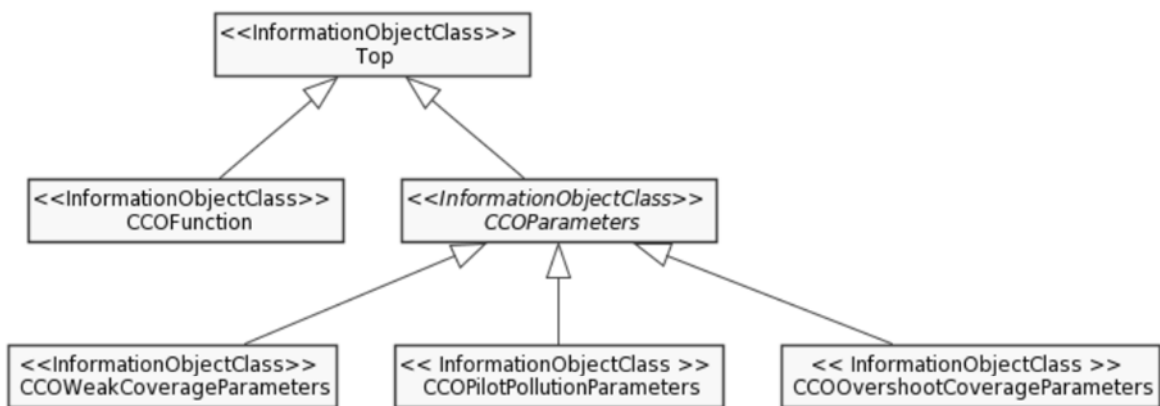 <<InformationObjectClass>>
Top
<<InformationObjectClass>>
CCOFunction
<<InformationObjectClass>>
CCOParameters
<<InformationObjectClass>>
CCOWeakCoverageParameters
<< InformationObjectClass >>
CCOPilotPollutionParameters
<< InformationObjectClass >>
CCOOvershootCoverageParameters